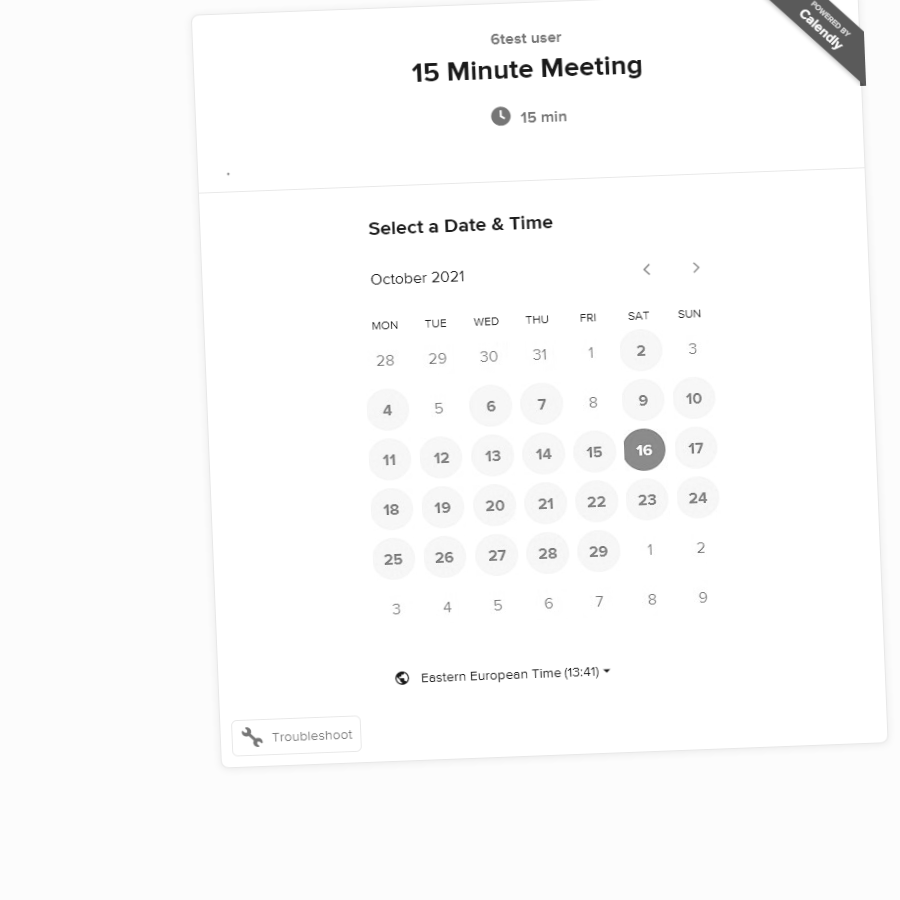 POWERED BY
Calendly
6test user
15 Minute Meeting
15 min
.
Select a Date & Time
October 2021
MON TUE WED THU FRI SAT SUN
28 29 30 31 1 2 3
4 5 6 7 8 9 10
11 12 13 14 15 16 17
18 19 20 21 22 23 24
25 26 27 28 29 1 2
3 4 5 6 7 8 9
Eastern European Time (13:41)
Troubleshoot